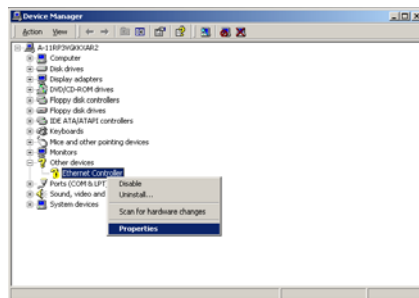 Device Manager
Action View
A-11RP3VGKXIAR2
Computer
Disk drives
Display adapters
DVD/CD-ROM drives
Floppy disk controllers
Floppy disk drives
IDE ATA/ATAPI controllers
Keyboards
Mice and other pointing devices
Monitors
Other devices
Ethernet Controller
Ports (COM & LPT)
Sound, video and
System devices
Disable
Uninstall...
Scan for hardware changes
Properties